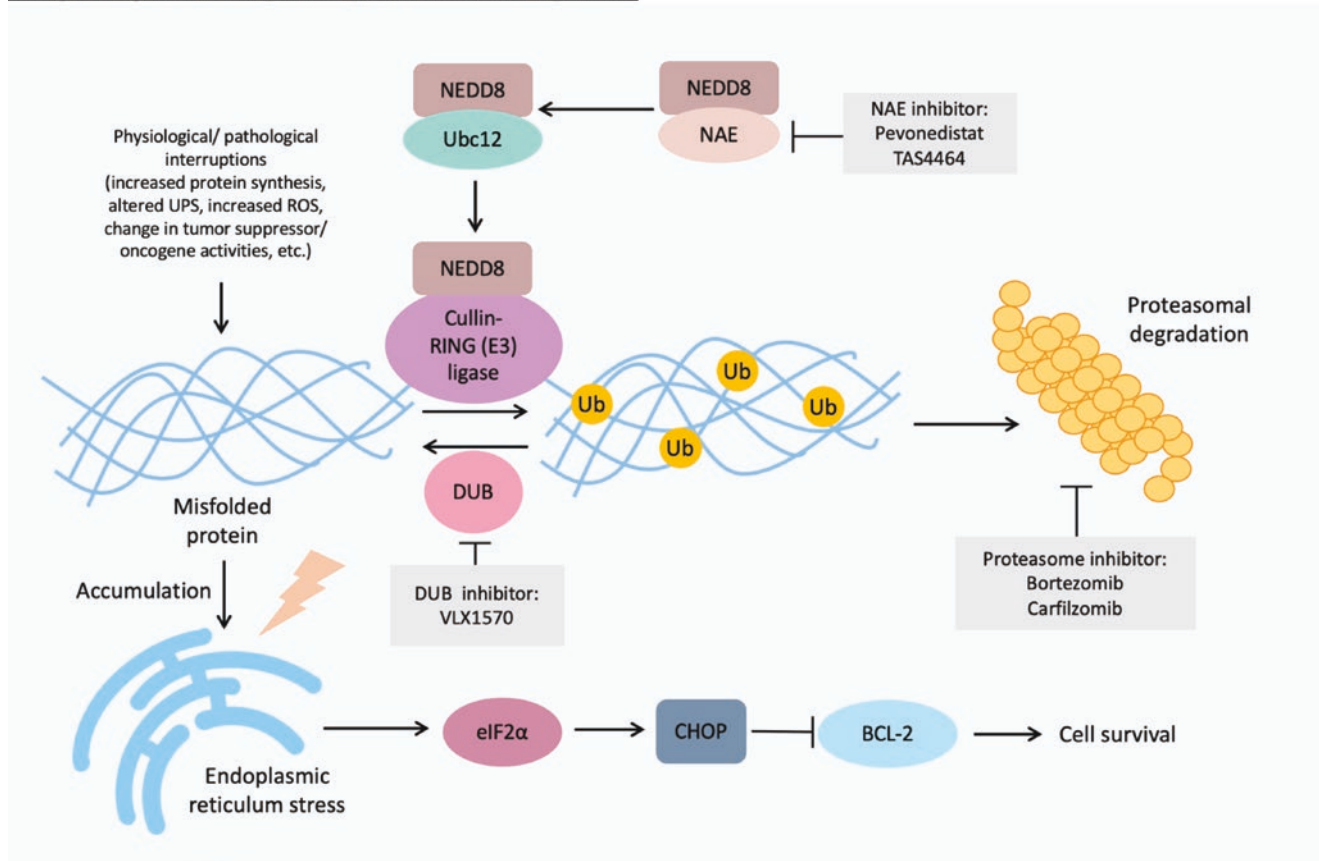 NEDD8
Ubc12
NEDD8
NAE
NAE inhibitor:
Pevonedistat
TAS4464
Physiological/ pathological
interruptions
(increased protein synthesis,
altered UPS, increased ROS,
change in tumor suppressor/
oncogene activities, etc.)
NEDD8
Cullin-
RING (E3)
ligase
Ub
Ub
Ub
Ub
Proteasomal
degradation
DUB
Misfolded
protein
Accumulation
DUB inhibitor:
VLX1570
Proteasome inhibitor:
Bortezomib
Carfilzomib
Endoplasmic
reticulum stress
eIF2α
CHOP
BCL-2
Cell survival